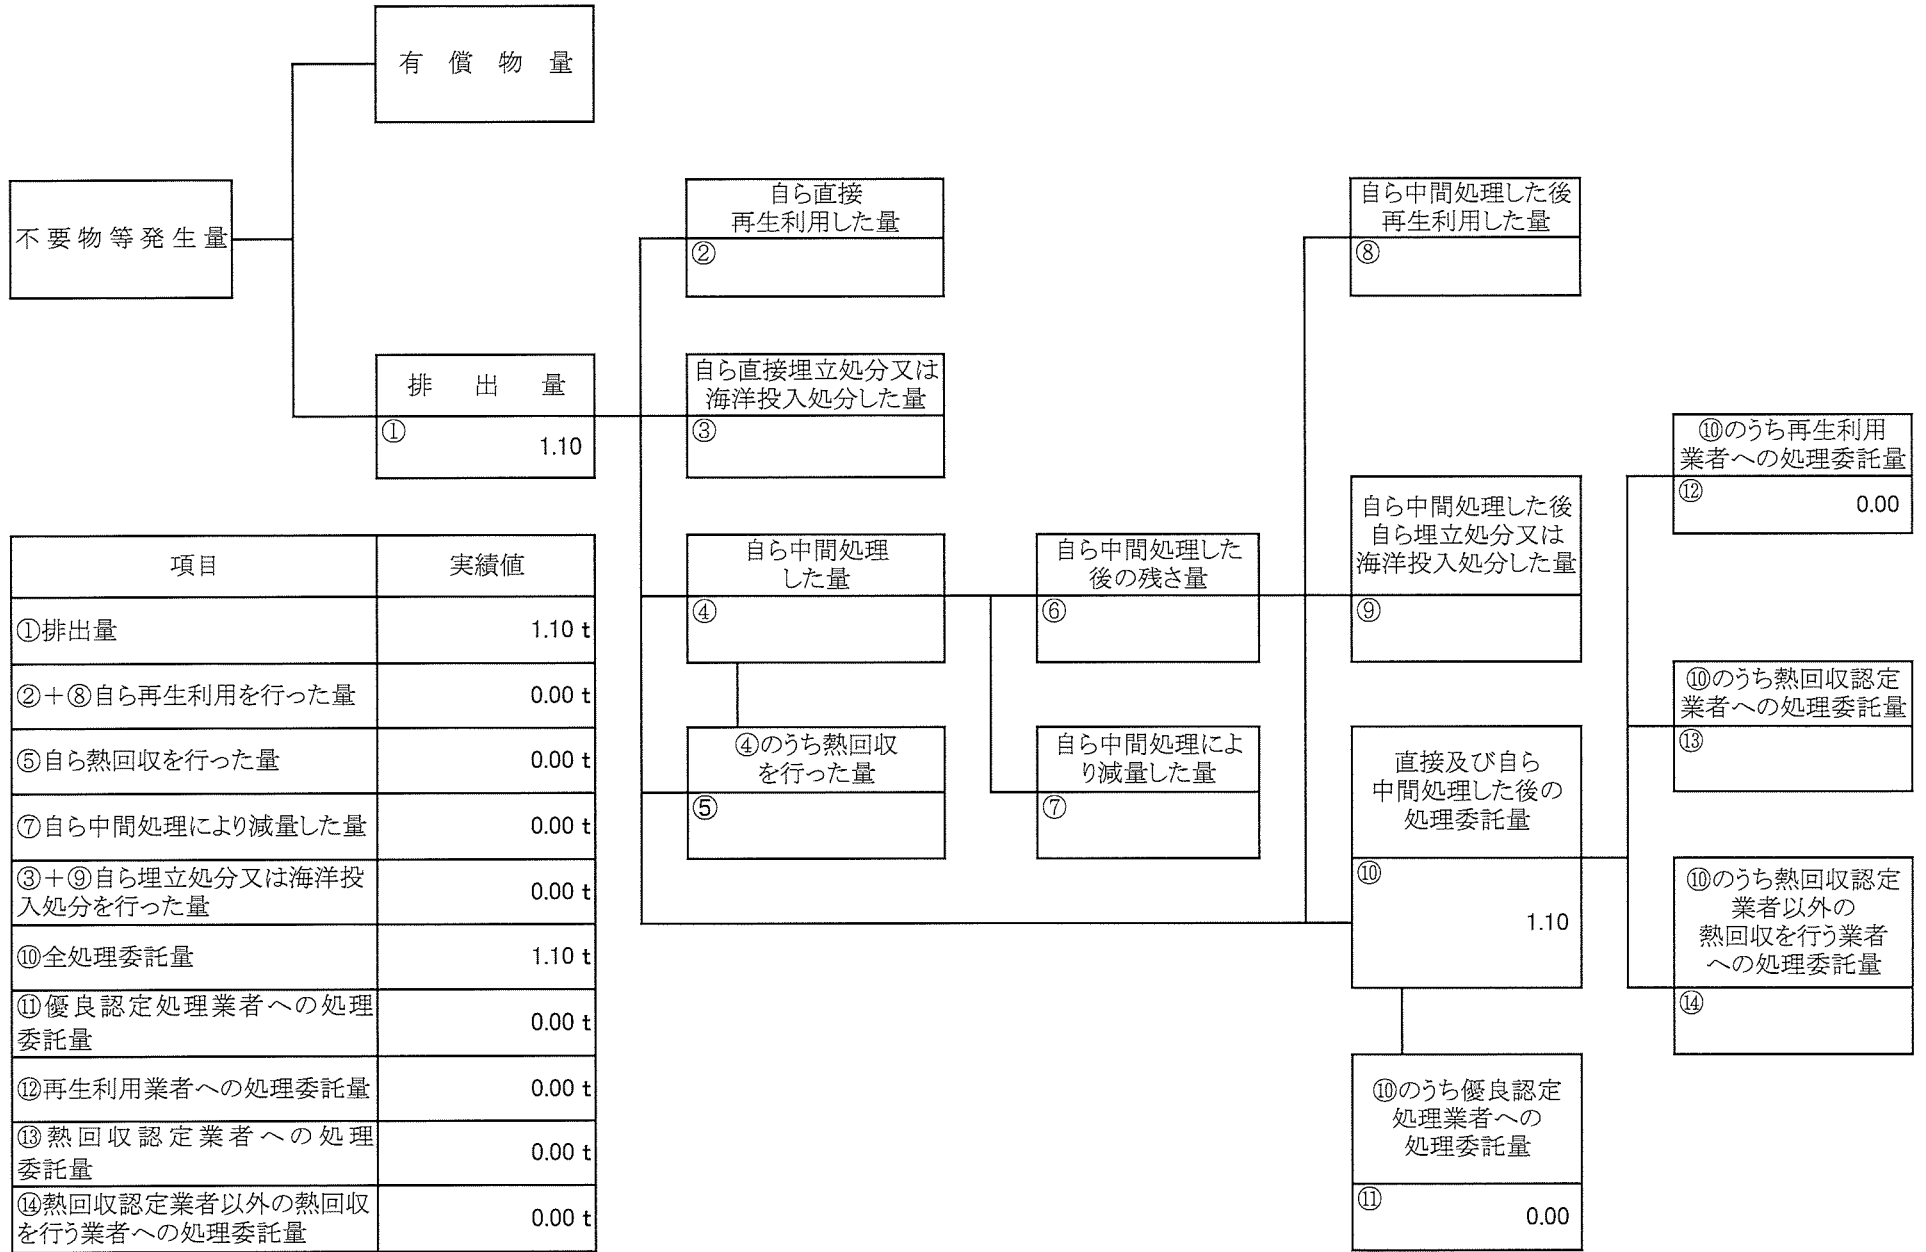 有償物量
不要物等発生量
排出量
①
1.10
自ら直接
再生利用した量
②
自ら直接埋立処分又は
海洋投入処分した量
③
自ら中間処理
した量
④
④のうち熱回収
を行った量
⑤
自ら中間処理した
後の残さ量
⑥
自ら中間処理によ
り減量した量
⑦
自ら中間処理した後
再生利用した量
⑧
自ら中間処理した後
自ら埋立処分又は
海洋投入処分した量
⑨
直接及び自ら
中間処理した後の
処理委託量
⑩
1.10
⑩のうち優良認定
処理業者への
処理委託量
⑪
0.00
⑩のうち再生利用
業者への処理委託量
⑫
0.00
⑩のうち熱回収認定
業者への処理委託量
⑬
⑩のうち熱回収認定
業者以外の
熱回収を行う業者
への処理委託量
⑭
項目 実績値
①排出量 1.10 t
②＋⑧自ら再生利用を行った量 0.00 t
⑤自ら熱回収を行った量 0.00 t
⑦自ら中間処理により減量した量 0.00 t
③＋⑨自ら埋立処分又は海洋投
入処分を行った量 0.00 t
⑩全処理委託量 1.10 t
⑪優良認定処理業者への処理
委託量 0.00 t
⑫再生利用業者への処理委託量 0.00 t
⑬熱回収認定業者への処理
委託量 0.00 t
⑭熱回収認定業者以外の熱回収
を行う業者への処理委託量 0.00 t